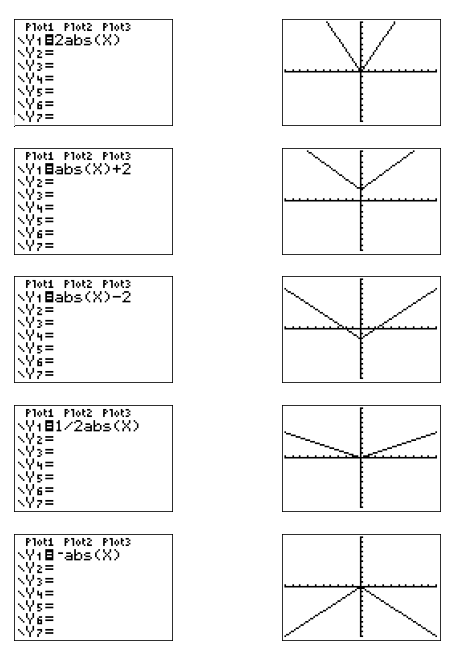 Plot1 Plot2 Plot3
\Y1=2abs(X)
\Y2=
\Y3=
\Y4=
\Y5=
\Y6=
\Y7=
Plot1 Plot2 Plot3
\Y1=abs(X)+2
\Y2=
\Y3=
\Y4=
\Y5=
\Y6=
\Y7=
Plot1 Plot2 Plot3
\Y1=abs(X)-2
\Y2=
\Y3=
\Y4=
\Y5=
\Y6=
\Y7=
Plot1 Plot2 Plot3
\Y1=1/2abs(X)
\Y2=
\Y3=
\Y4=
\Y5=
\Y6=
\Y7=
Plot1 Plot2 Plot3
\Y1=-abs(X)
\Y2=
\Y3=
\Y4=
\Y5=
\Y6=
\Y7=